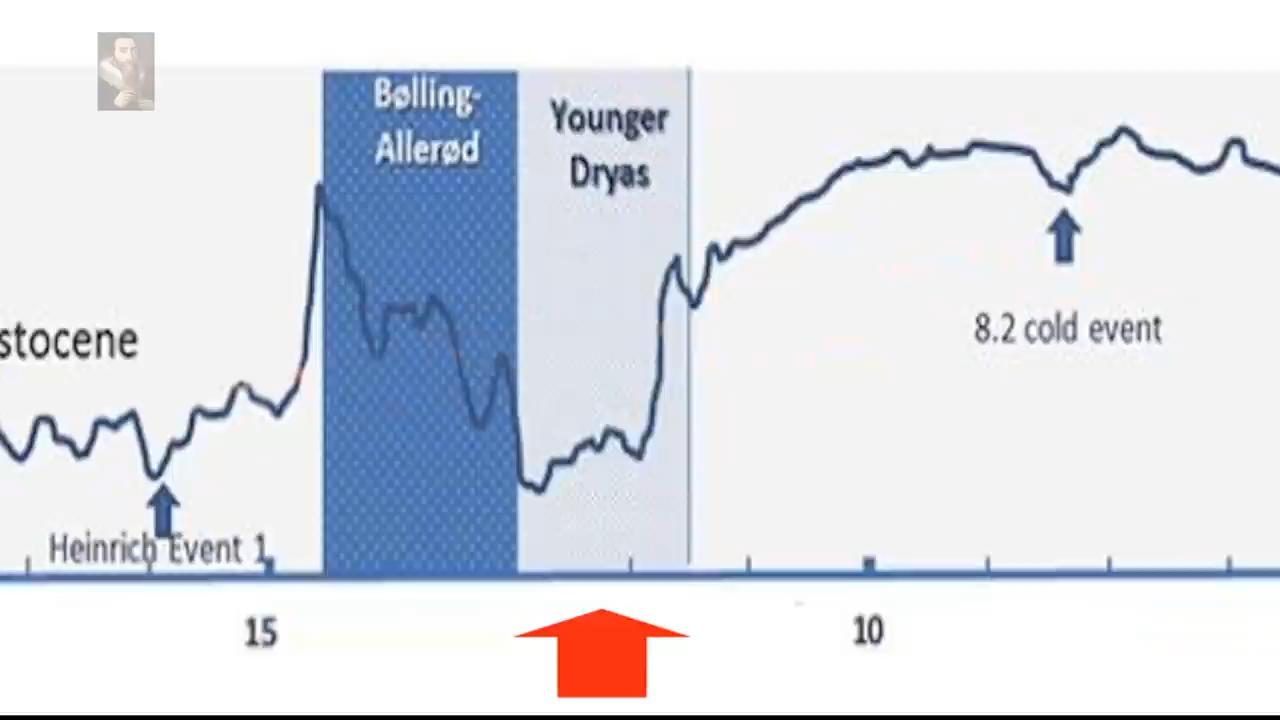 Bølling-
Allerød
Younger
Dryas
stocene
8.2 cold event
Heinrich Event 1
15
10